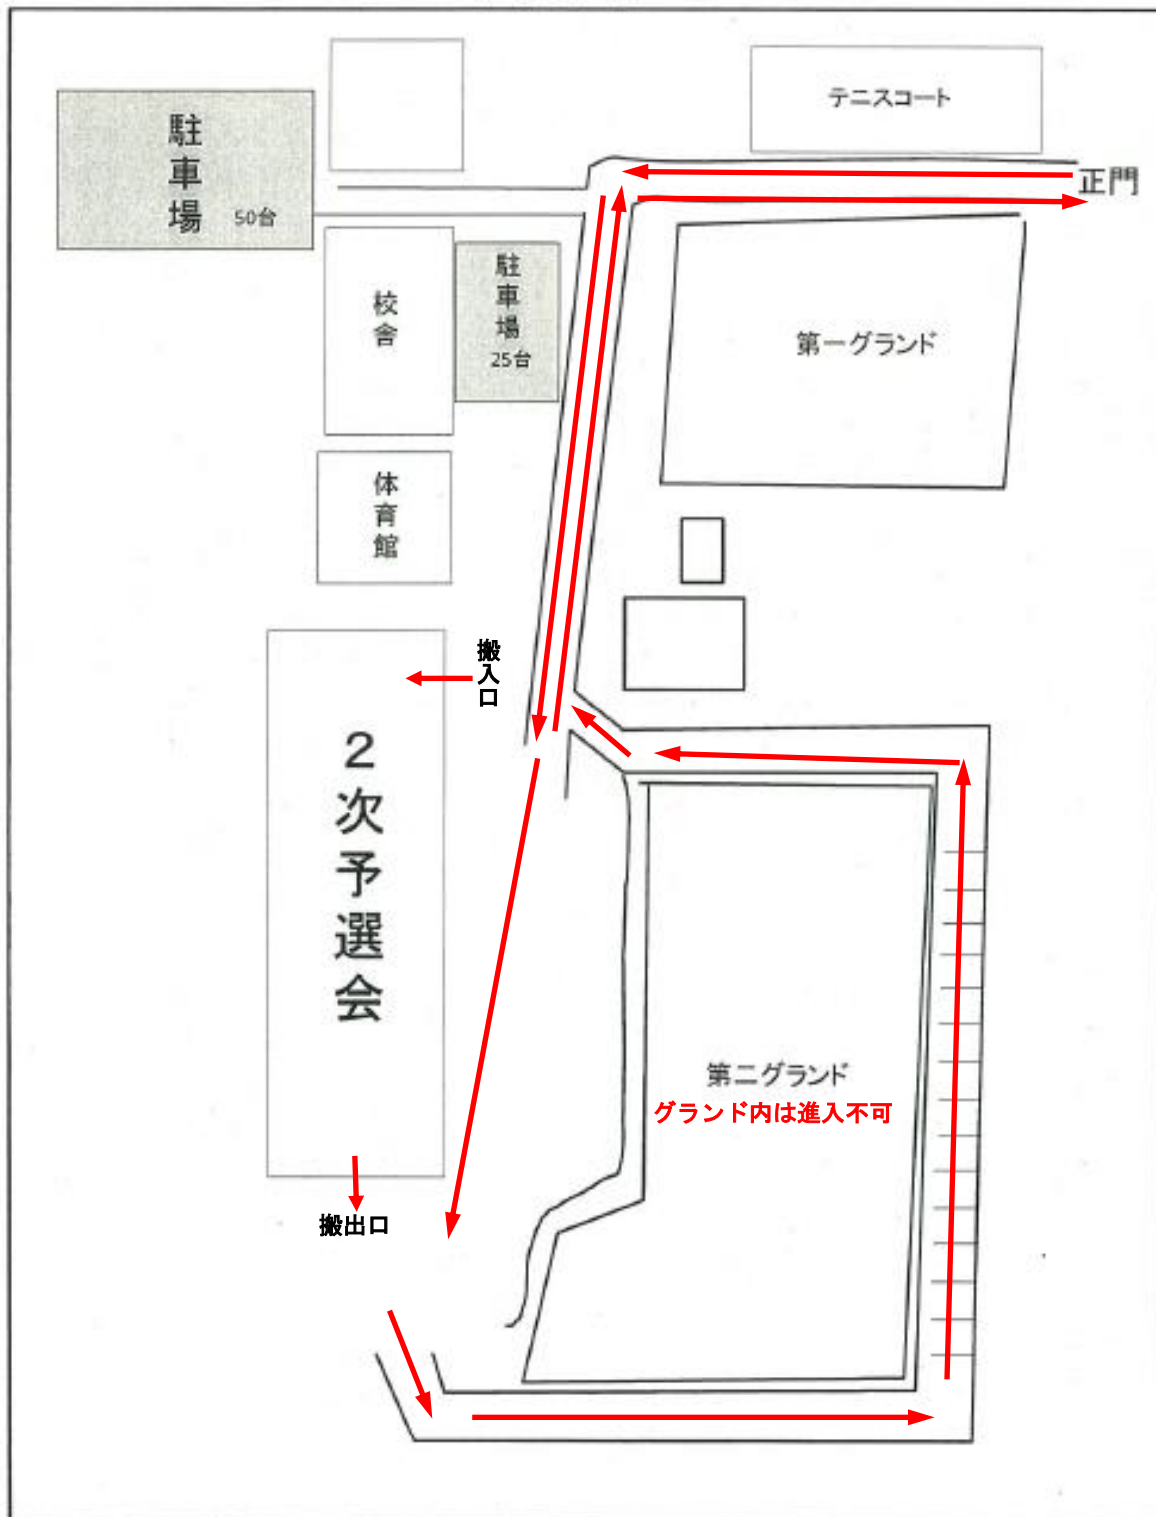 テニスコート
正門
駐車場
50台
駐車場
25台
校舎
第一グランド
体育館
搬入口
2次予選会
第二グランド
グランド内は進入不可
搬出口